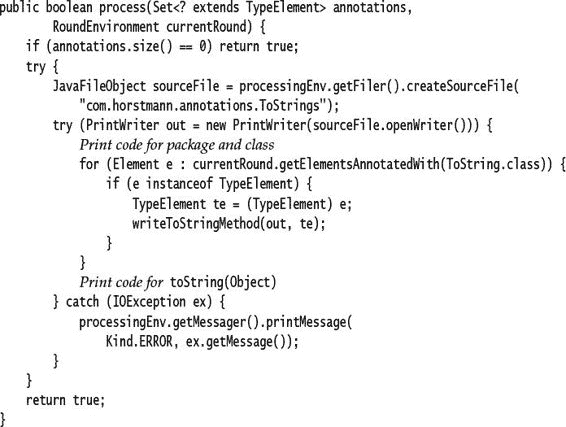 public boolean process(Set<? extends TypeElement> annotations,
        RoundEnvironment currentRound) {
    if (annotations.size() == 0) return true;
    try {
        JavaFileObject sourceFile = processingEnv.getFiler().createSourceFile(
            "com.horstmann.annotations.ToStrings");
        try (PrintWriter out = new PrintWriter(sourceFile.openWriter())) {
            Print code for package and class
            for (Element e : currentRound.getElementsAnnotatedWith(ToString.class)) {
                if (e instanceof TypeElement) {
                    TypeElement te = (TypeElement) e;
                    writeToStringMethod(out, te);
                }
            }
            Print code for toString(Object)
        } catch (IOException ex) {
            processingEnv.getMessager().printMessage(
                Kind.ERROR, ex.getMessage());
        }
    }
    return true;
}